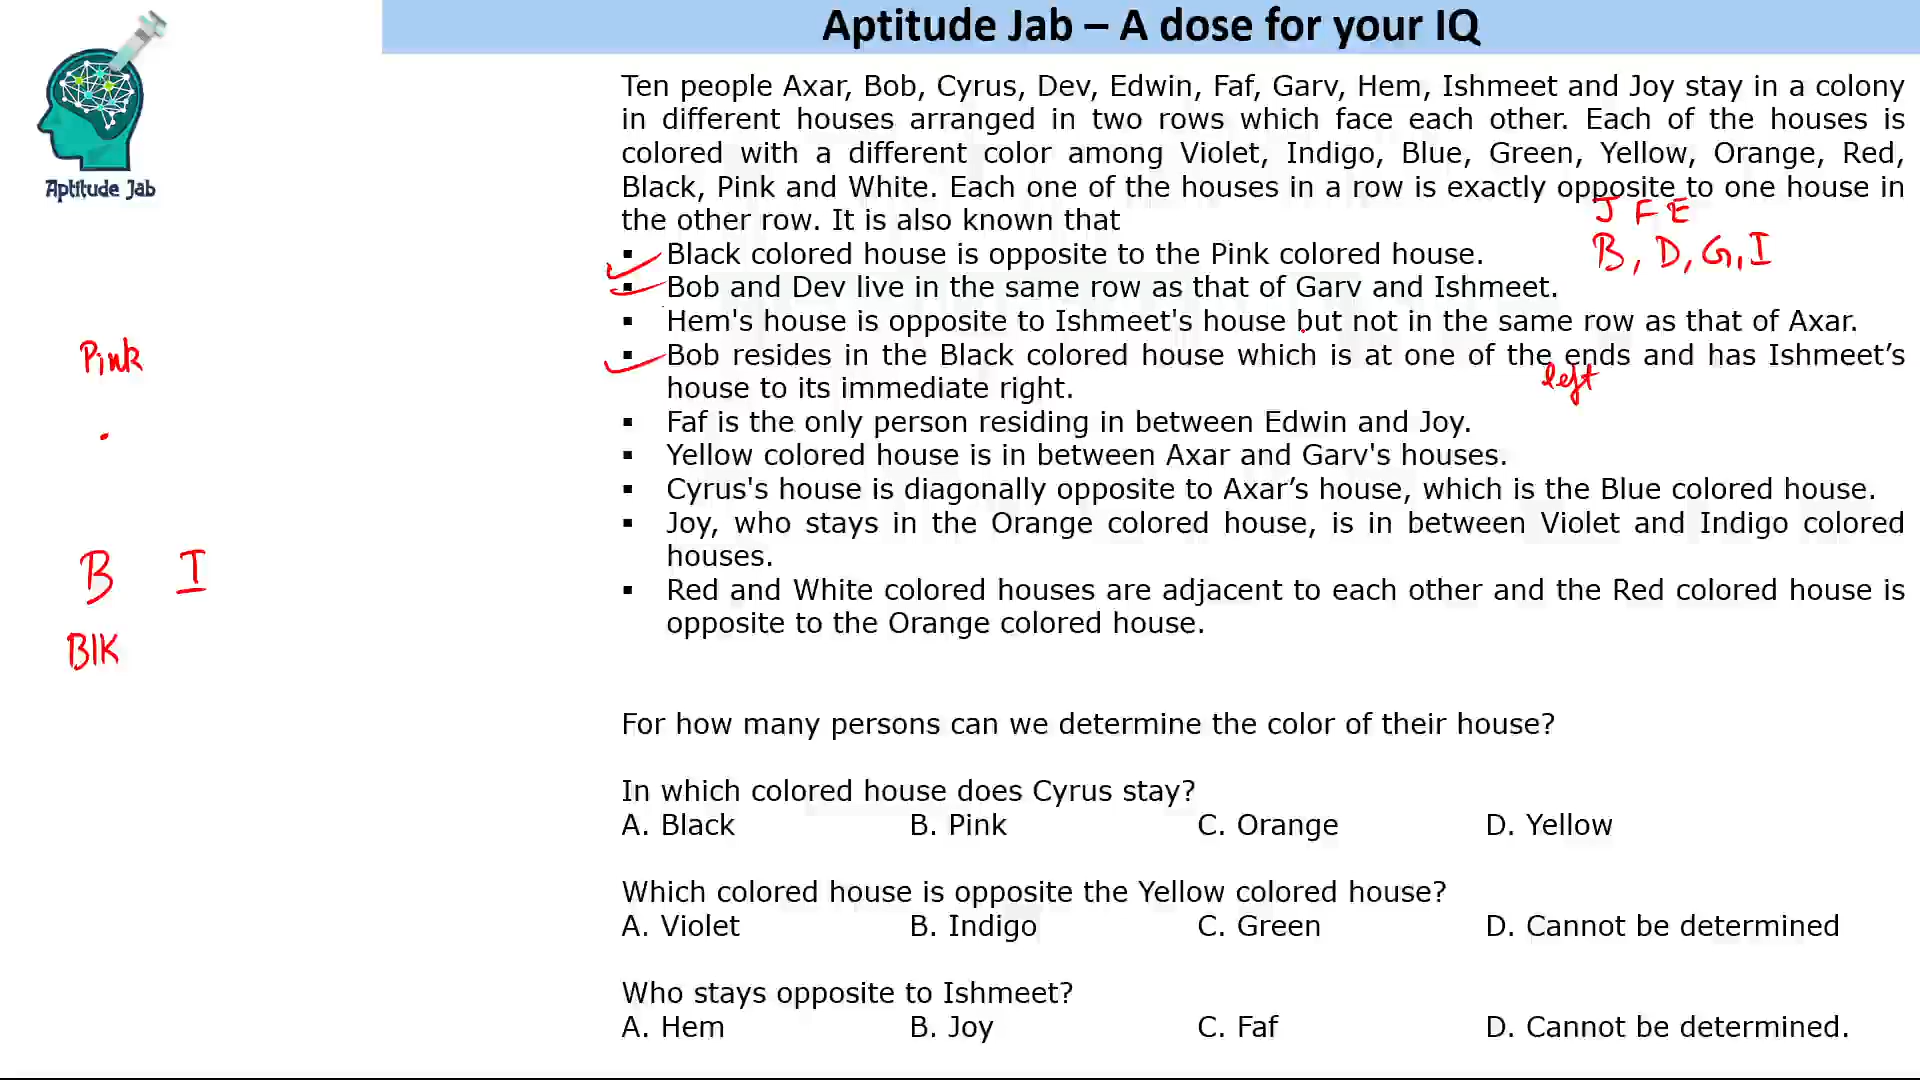 Aptitude Jab – A dose for your IQ
Aptitude Jab
Ten people Axar, Bob, Cyrus, Dev, Edwin, Faf, Garv, Hem, Ishmeet and Joy stay in a colony
in different houses arranged in two rows which face each other. Each of the houses is
colored with a different color among Violet, Indigo, Blue, Green, Yellow, Orange, Red,
Black, Pink and White. Each one of the houses in a row is exactly opposite to one house in
the other row. It is also known that
J F E
▪ Black colored house is opposite to the Pink colored house.
B, D, G, I
▪ Bob and Dev live in the same row as that of Garv and Ishmeet.
▪ Hem's house is opposite to Ishmeet's house but not in the same row as that of Axar.
▪ Bob resides in the Black colored house which is at one of the ends and has Ishmeet’s
house to its immediate right.
left
▪ Faf is the only person residing in between Edwin and Joy.
▪ Yellow colored house is in between Axar and Garv's houses.
▪ Cyrus's house is diagonally opposite to Axar’s house, which is the Blue colored house.
▪ Joy, who stays in the Orange colored house, is in between Violet and Indigo colored
houses.
▪ Red and White colored houses are adjacent to each other and the Red colored house is
opposite to the Orange colored house.
Pink
B I
Blk
For how many persons can we determine the color of their house?
In which colored house does Cyrus stay?
A. Black B. Pink C. Orange D. Yellow
Which colored house is opposite the Yellow colored house?
A. Violet B. Indigo C. Green D. Cannot be determined
Who stays opposite to Ishmeet?
A. Hem B. Joy C. Faf D. Cannot be determined.